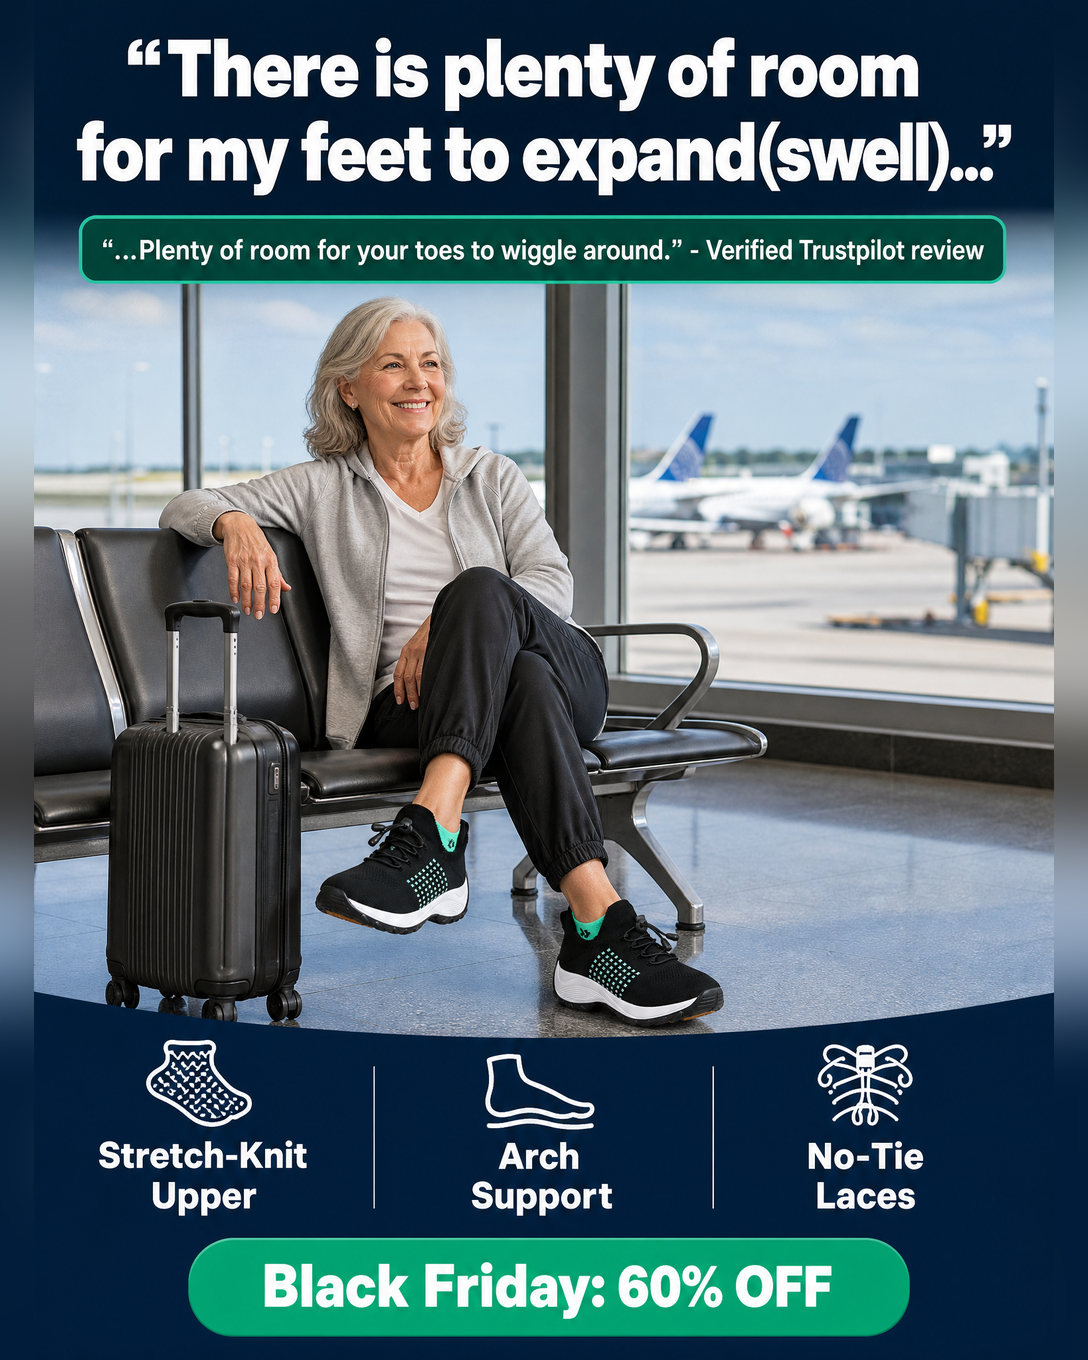 “There is plenty of room
for my feet to expand(swell)...”
“...Plenty of room for your toes to wiggle around.” - Verified Trustpilot review
Stretch-Knit
Upper
Arch
Support
No-Tie
Laces
Black Friday: 60% OFF